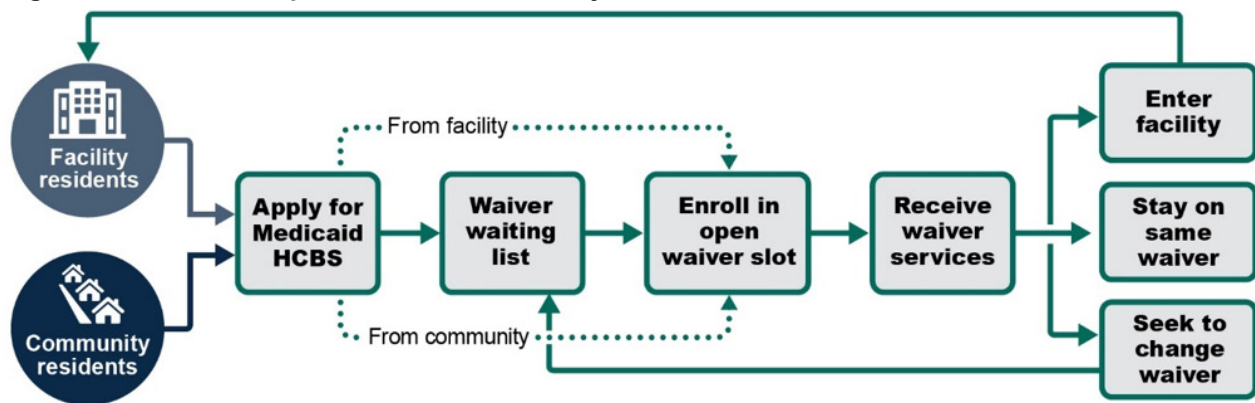 Facility
residents
Community
residents
Apply for
Medicaid
HCBS
From facility
From community
Waiver
waiting
list
Enroll in
open
waiver slot
Receive
waiver
services
Enter
facility
Stay on
same
waiver
Seek to
change
waiver